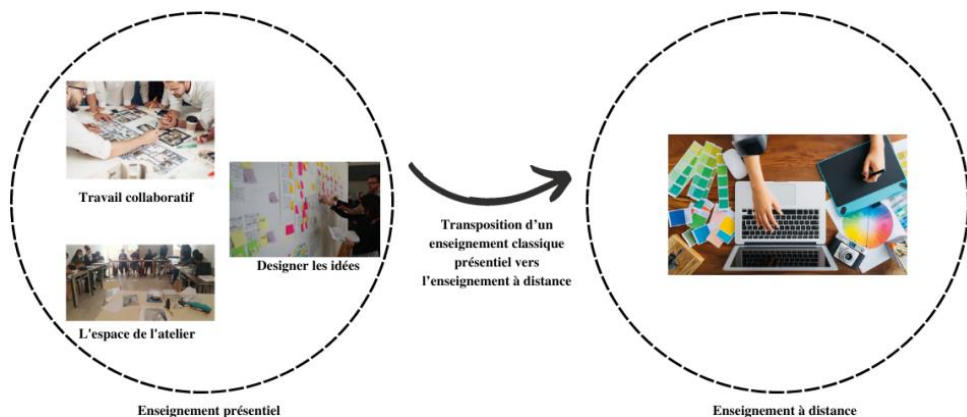 Travail collaboratif
Designer les idées
L'espace de l'atelier
Transposition d'un
enseignement classique
présentiel vers
l'enseignement à distance
Enseignement présentiel
Enseignement à distance